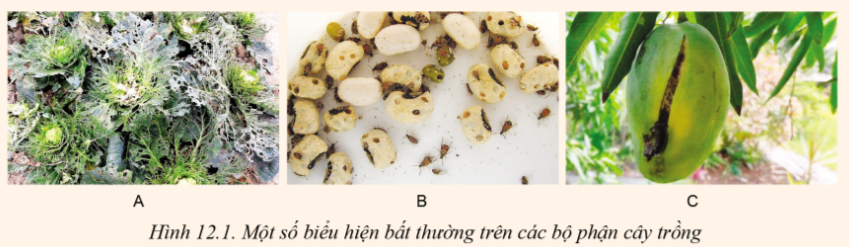 A
B
C
Hình 12.1. Một số biểu hiện bất thường trên các bộ phận cây trồng